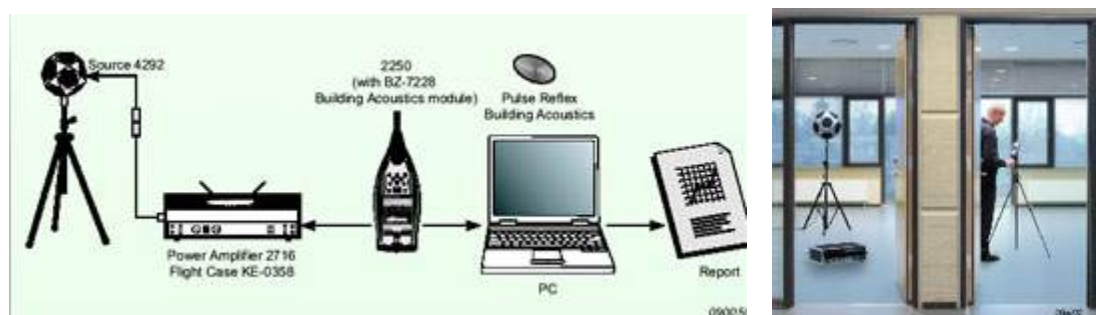 Source 4292
2250
(with BZ-7228
Building Acoustics module)
Pulse Reflex
Building Acoustics
Power Amplifier 2716
Flight Case KE-0358
PC
Report